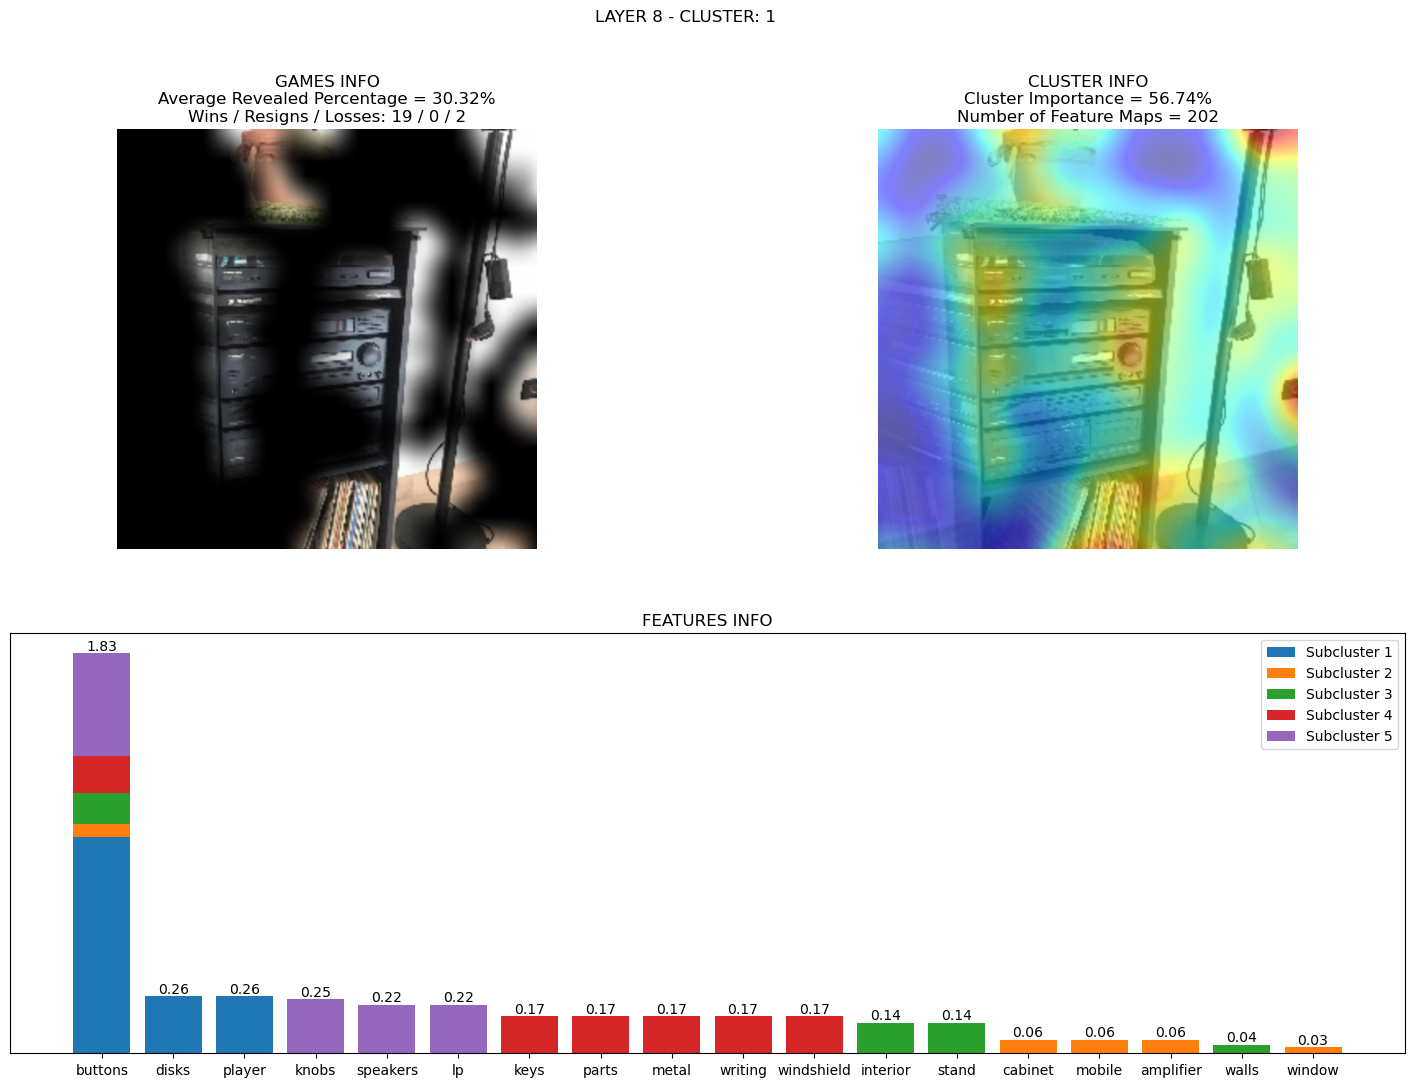 LAYER 8 - CLUSTER: 1
GAMES INFO
Average Revealed Percentage = 30.32%
Wins / Resigns / Losses: 19 / 0 / 2
CLUSTER INFO
Cluster Importance = 56.74%
Number of Feature Maps = 202
FEATURES INFO
1.83
0.26
0.26
0.25
0.22
0.22
0.17
0.17
0.17
0.17
0.17
0.14
0.14
0.06
0.06
0.06
0.04
0.03
Subcluster 1
Subcluster 2
Subcluster 3
Subcluster 4
Subcluster 5
buttons disks player knobs speakers lp keys parts metal writing windshield interior stand cabinet mobile amplifier walls window